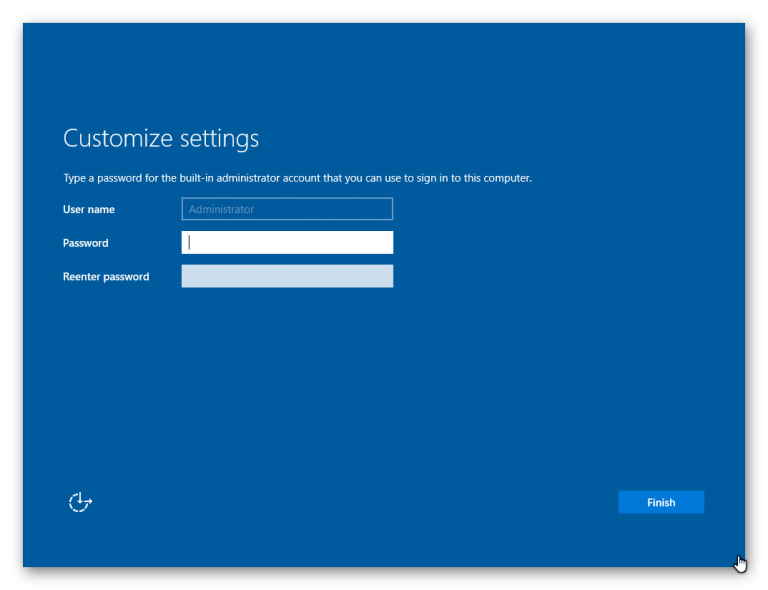 Customize settings
Type a password for the built-in administrator account that you can use to sign in to this computer.
User name
Administrator
Password
Reenter password
Finish